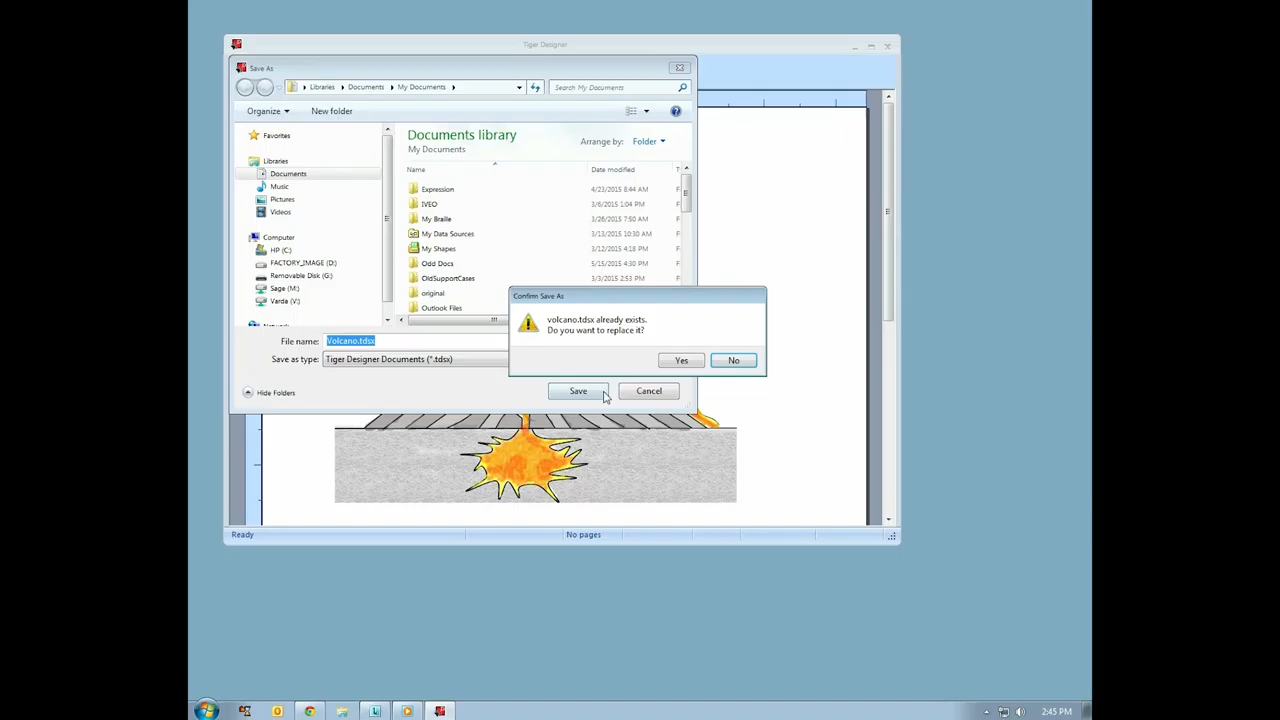 Tiger Designer
Save As
Libraries Documents My Documents
Search My Documents
Organize New folder
Favorites
Libraries
Documents
Music
Pictures
Videos
Computer
HP (C:)
FACTORY_IMAGE (D:)
Removable Disk (G:)
Sage (M:)
Varda (V:)
Documents library
My Documents
Arrange by: Folder
Name Date modified T
Expression 4/23/2015 8:44 AM F
IVEO 3/6/2015 1:04 PM F
My Braille 3/26/2015 7:50 AM F
My Data Sources 3/13/2015 10:30 AM F
My Shapes 3/12/2015 4:18 PM F
Odd Docs 5/15/2015 4:30 PM F
OldSupportCases 3/3/2015 2:53 PM F
original
Outlook Files
Confirm Save As
volcano.tdsx already exists.
Do you want to replace it?
Yes No
File name: Volcano.tdsx
Save as type: Tiger Designer Documents (*.tdsx)
Hide Folders
Save Cancel
Ready No pages
2:45 PM